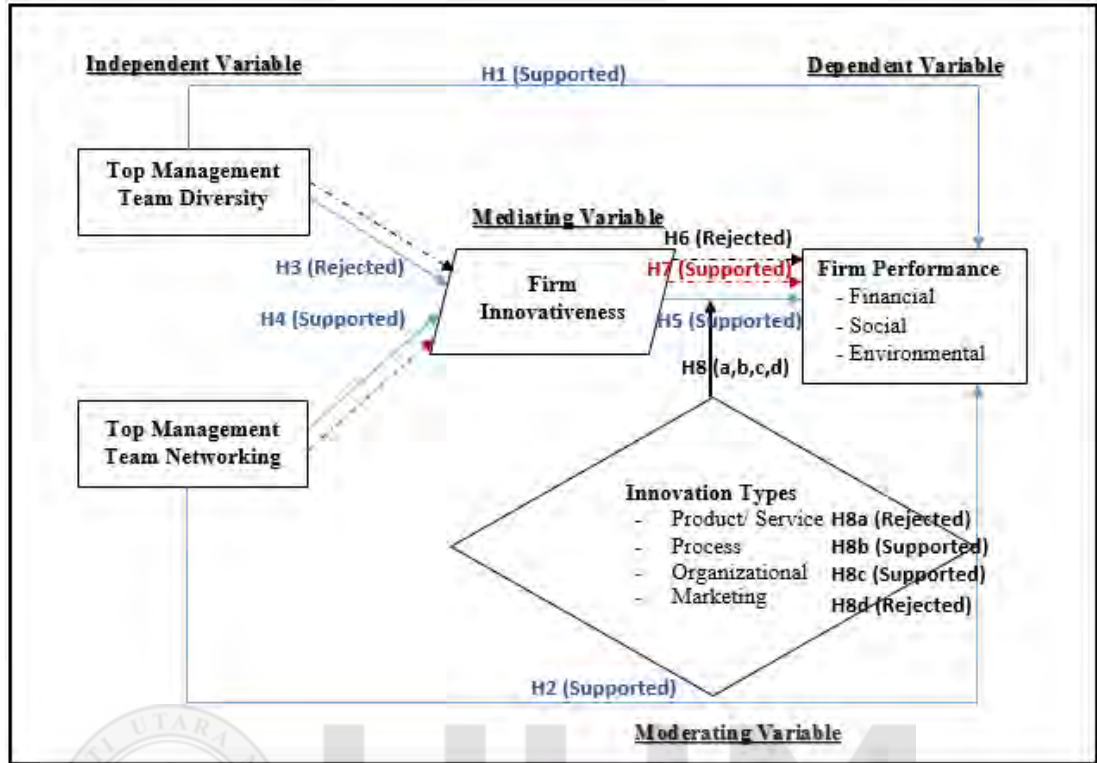 Independent Variable
H1 (Supported)
Dependent Variable
Top Management
Team Diversity
Mediating Variable
H3 (Rejected)
H4 (Supported)
Firm
Innovativeness
H6 (Rejected)
H7 (Supported)
H5 (Supported)
H8 (a,b,c,d)
Firm Performance
- Financial
- Social
- Environmental
Top Management
Team Networking
Innovation Types
- Product/ Service H8a (Rejected)
- Process H8b (Supported)
- Organizational H8c (Supported)
- Marketing H8d (Rejected)
H2 (Supported)
Moderating Variable
UTARA